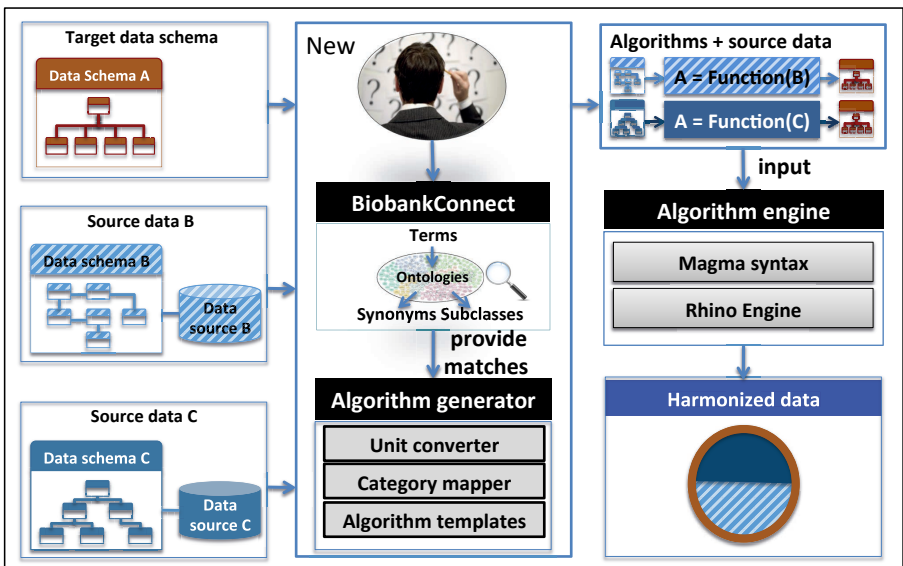 Target data schema
Data Schema A
Source data B
Data schema B
Data
source B
Source data C
Data schema C
Data
source C
New
? ? ? ? ?
BiobankConnect
Terms
Ontologies
Synonyms Subclasses
provide
matches
Algorithm generator
Unit converter
Category mapper
Algorithm templates
Algorithms + source data
A = Function(B)
A = Function(C)
input
Algorithm engine
Magma syntax
Rhino Engine
Harmonized data